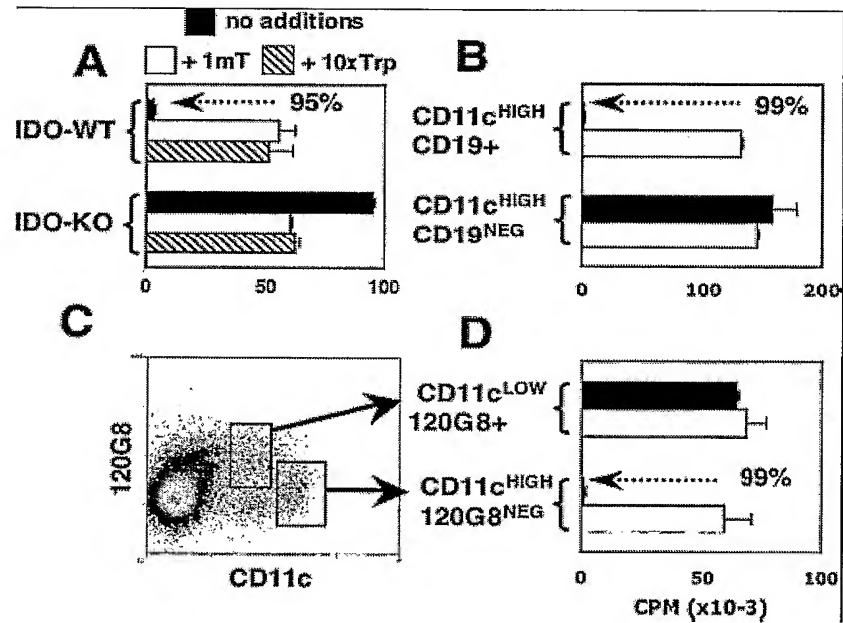 no additions
+ 1mT + 10xTrp
A
95%
IDO-WT
IDO-KO
0 50 100
B
CD11cHIGH
CD19+
99%
CD11cHIGH
CD19NEG
0 100 200
C
120G8
CD11c
D
CD11cLOW
120G8+
CD11cHIGH
120G8NEG
99%
0 50 100
CPM (x10-3)